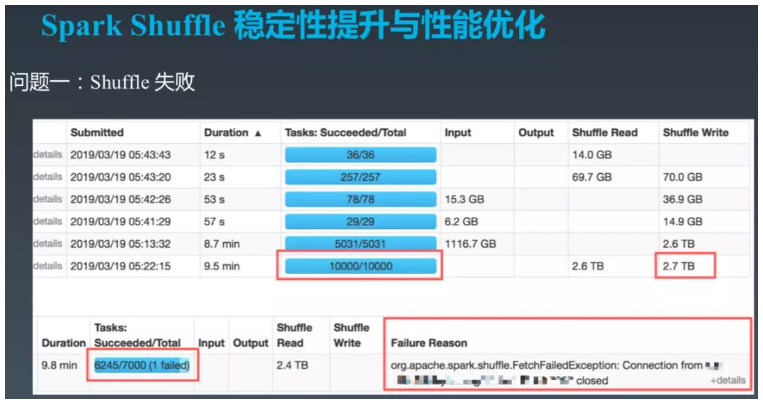 Spark Shuffle 稳定性提升与性能优化
问题一：Shuffle 失败
Submitted Duration ▲ Tasks: Succeeded/Total Input Output Shuffle Read Shuffle Write
details 2019/03/19 05:43:43 12 s 36/36 14.0 GB
details 2019/03/19 05:43:20 23 s 257/257 69.7 GB 70.0 GB
details 2019/03/19 05:42:26 53 s 78/78 15.3 GB 36.9 GB
details 2019/03/19 05:41:29 57 s 29/29 6.2 GB 14.9 GB
details 2019/03/19 05:13:32 8.7 min 5031/5031 1116.7 GB 2.6 TB
details 2019/03/19 05:22:15 9.5 min 10000/10000 2.6 TB 2.7 TB
Tasks: Shuffle Shuffle
Duration Succeeded/Total Input Output Read Write Failure Reason
9.8 min 6245/7000 (1 failed) 2.4 TB org.apache.spark.shuffle.FetchFailedException: Connection from
closed +details